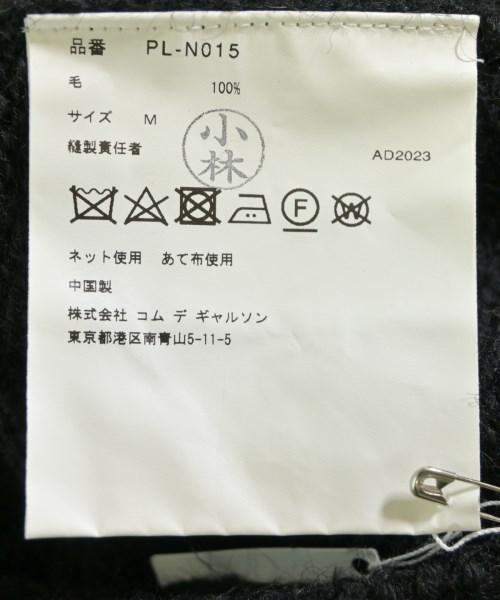 品番 PL-N015
毛 100%
サイズ M
小林
縫製責任者
AD2023
F
W
ネット使用 あて布使用
中国製
株式会社 コム デ ギャルソン
東京都港区南青山5-11-5